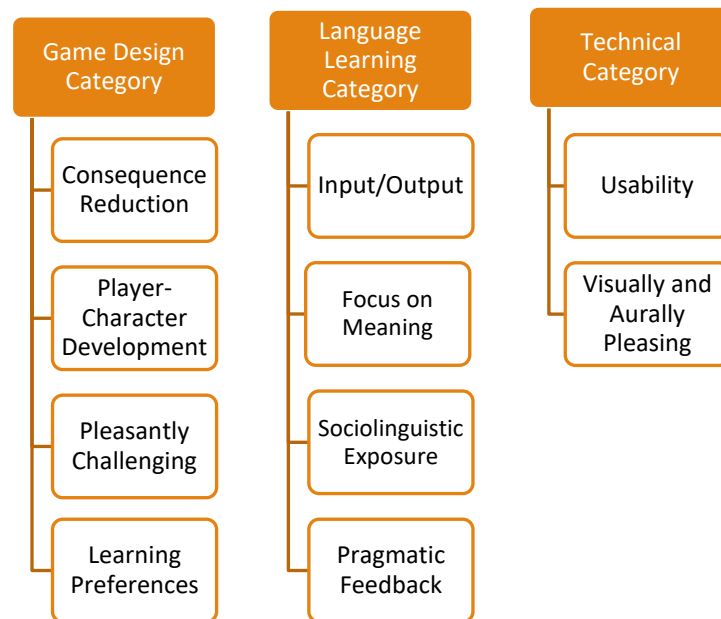 Game Design
Category
Consequence
Reduction
Player-
Character
Development
Pleasantly
Challenging
Learning
Preferences
Language
Learning
Category
Input/Output
Focus on
Meaning
Sociolinguistic
Exposure
Pragmatic
Feedback
Technical
Category
Usability
Visually and
Aurally
Pleasing